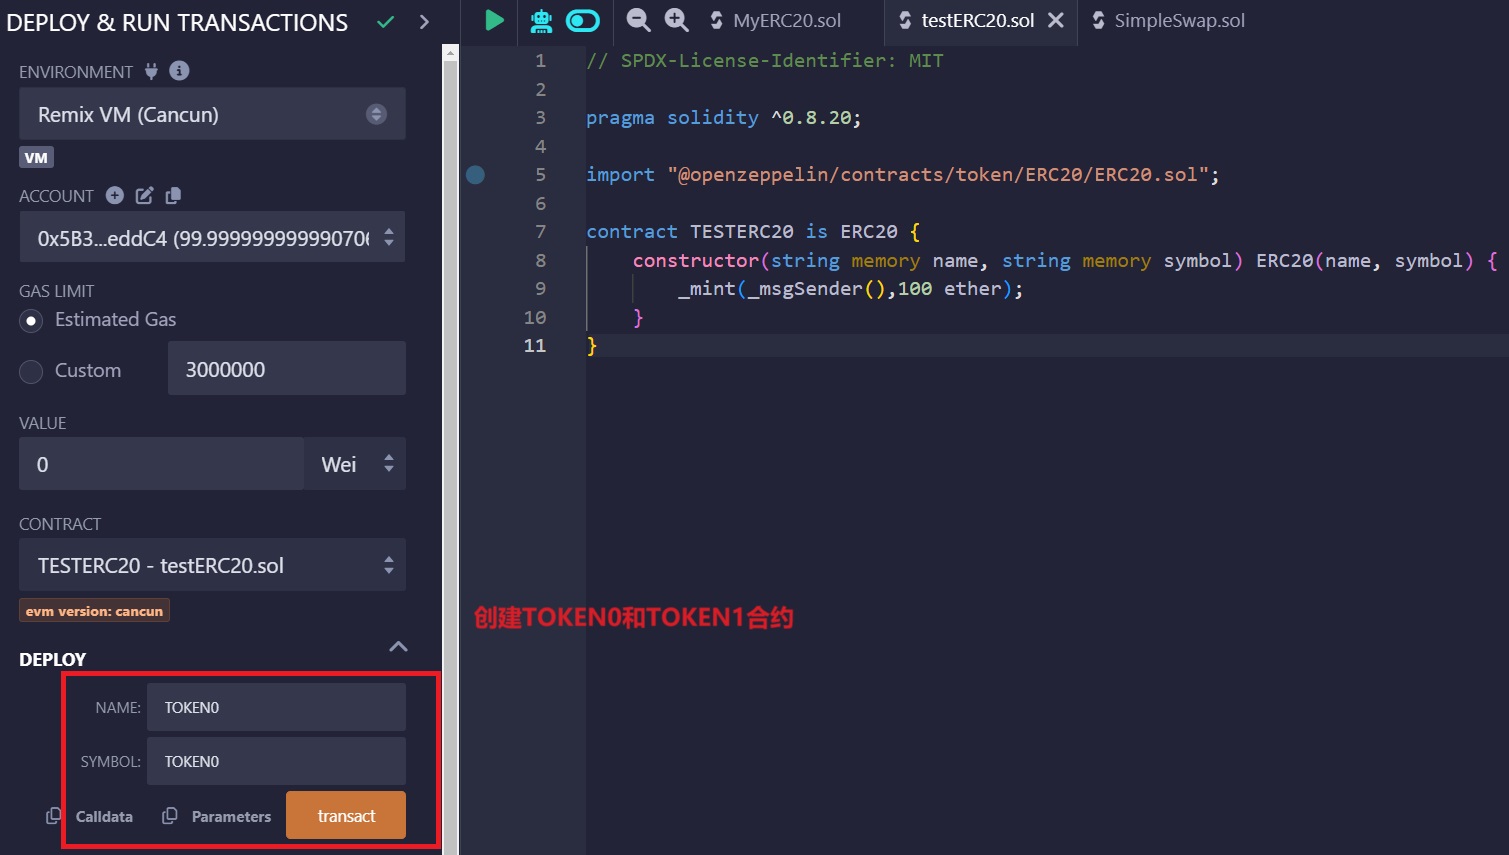 DEPLOY & RUN TRANSACTIONS
ENVIRONMENT
Remix VM (Cancun)
VM
ACCOUNT
0x5B3...eddC4 (99.9999999999906
GAS LIMIT
Estimated Gas
Custom
3000000
VALUE
0
Wei
CONTRACT
TESTERC20 - testERC20.sol
evm version: cancun
DEPLOY
NAME:
TOKEN0
SYMBOL:
TOKEN0
Calldata
Parameters
transact
MyERC20.sol
testERC20.sol
SimpleSwap.sol
1 // SPDX-License-Identifier: MIT
2
3 pragma solidity ^0.8.20;
4
5 import "@openzeppelin/contracts/token/ERC20/ERC20.sol";
6
7 contract TESTERC20 is ERC20 {
8 constructor(string memory name, string memory symbol) ERC20(name, symbol) {
9 _mint(_msgSender(),100 ether);
10 }
11 }
创建TOKEN0和TOKEN1合约